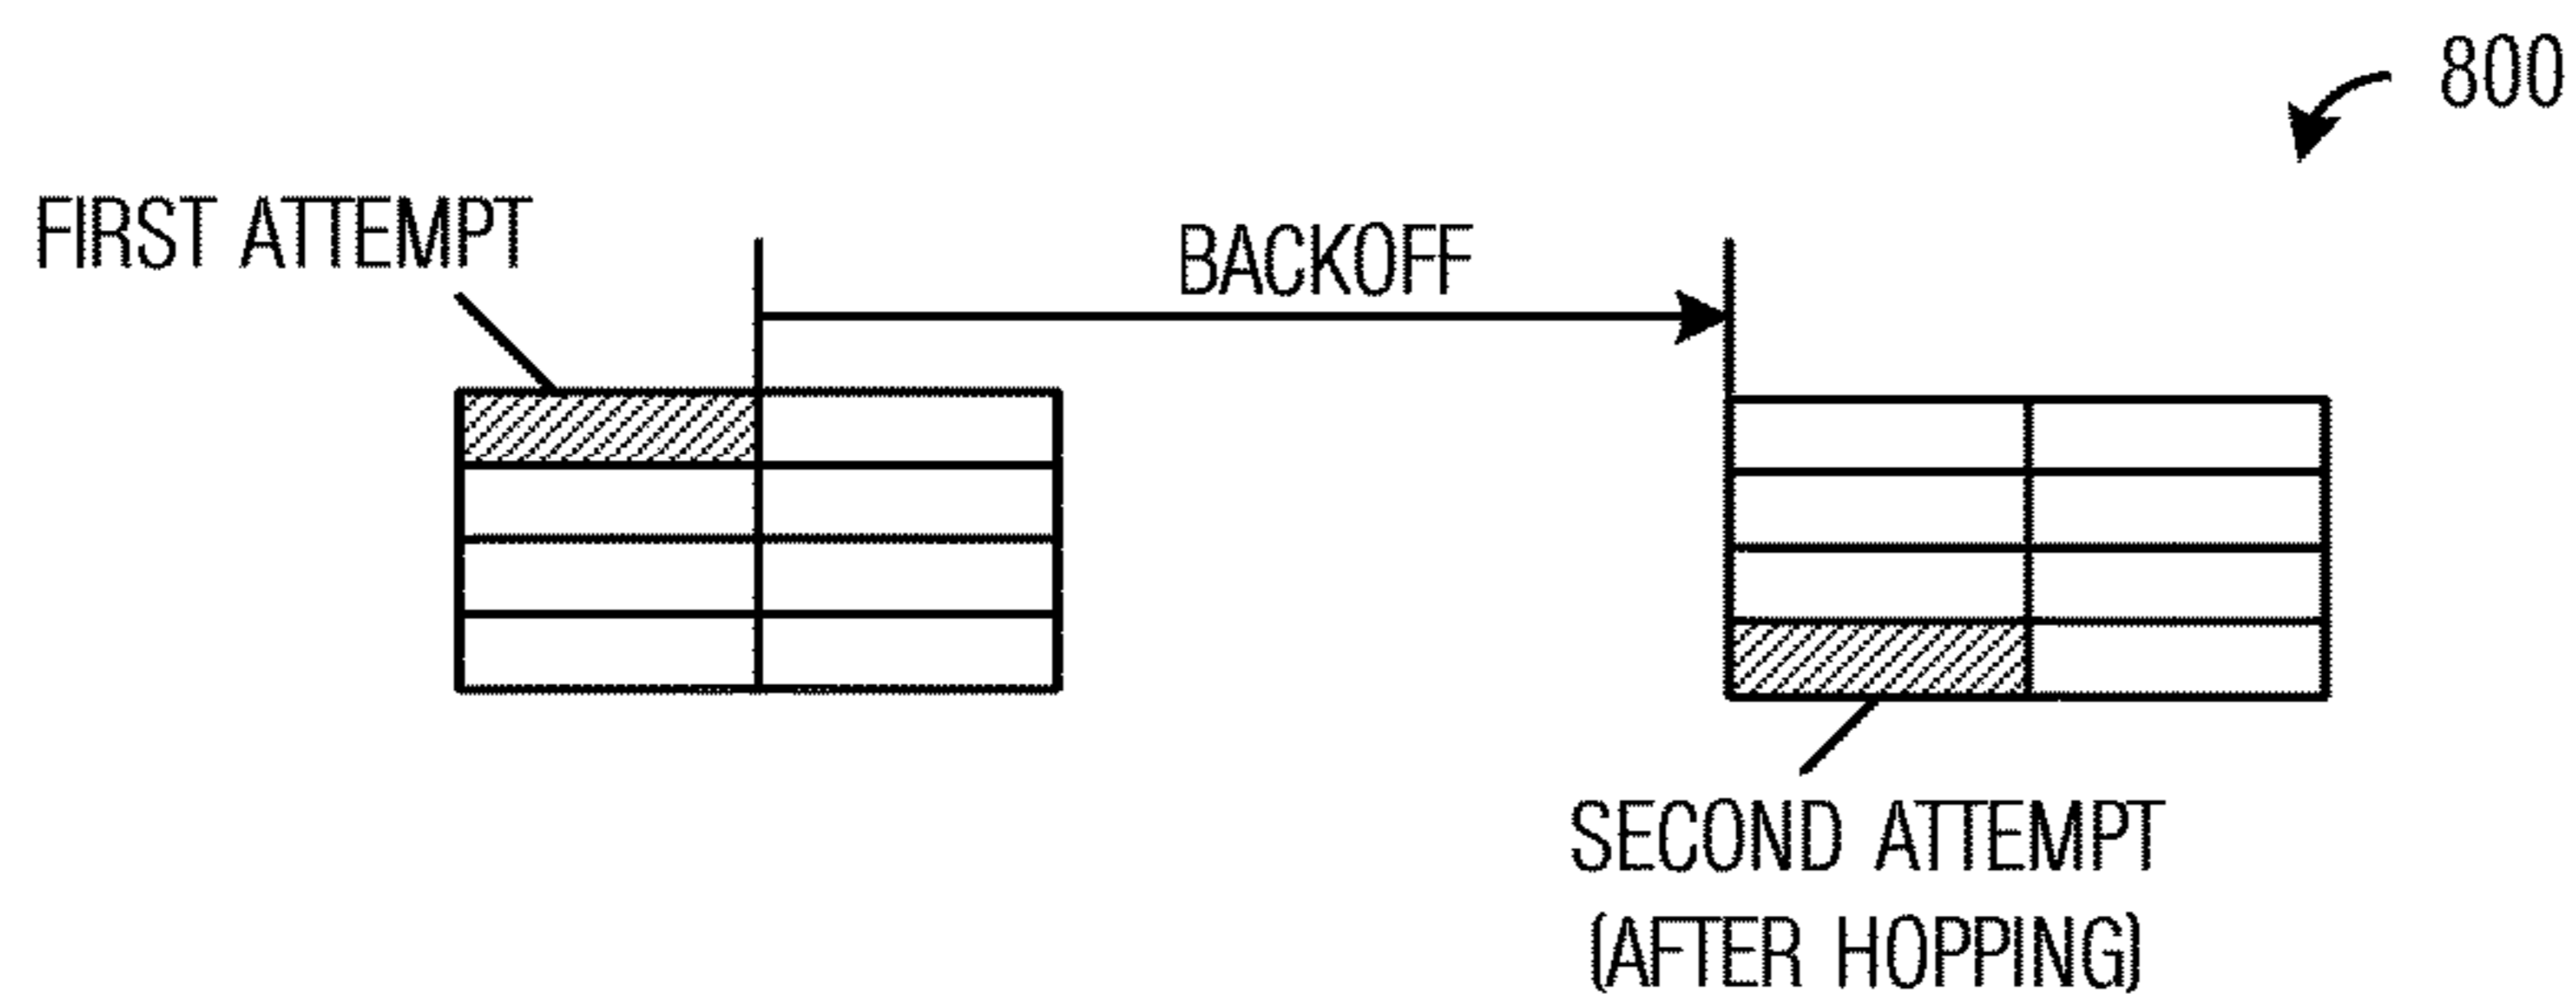 800
FIRST ATTEMPT
BACKOFF
SECOND ATTEMPT
(AFTER HOPPING)